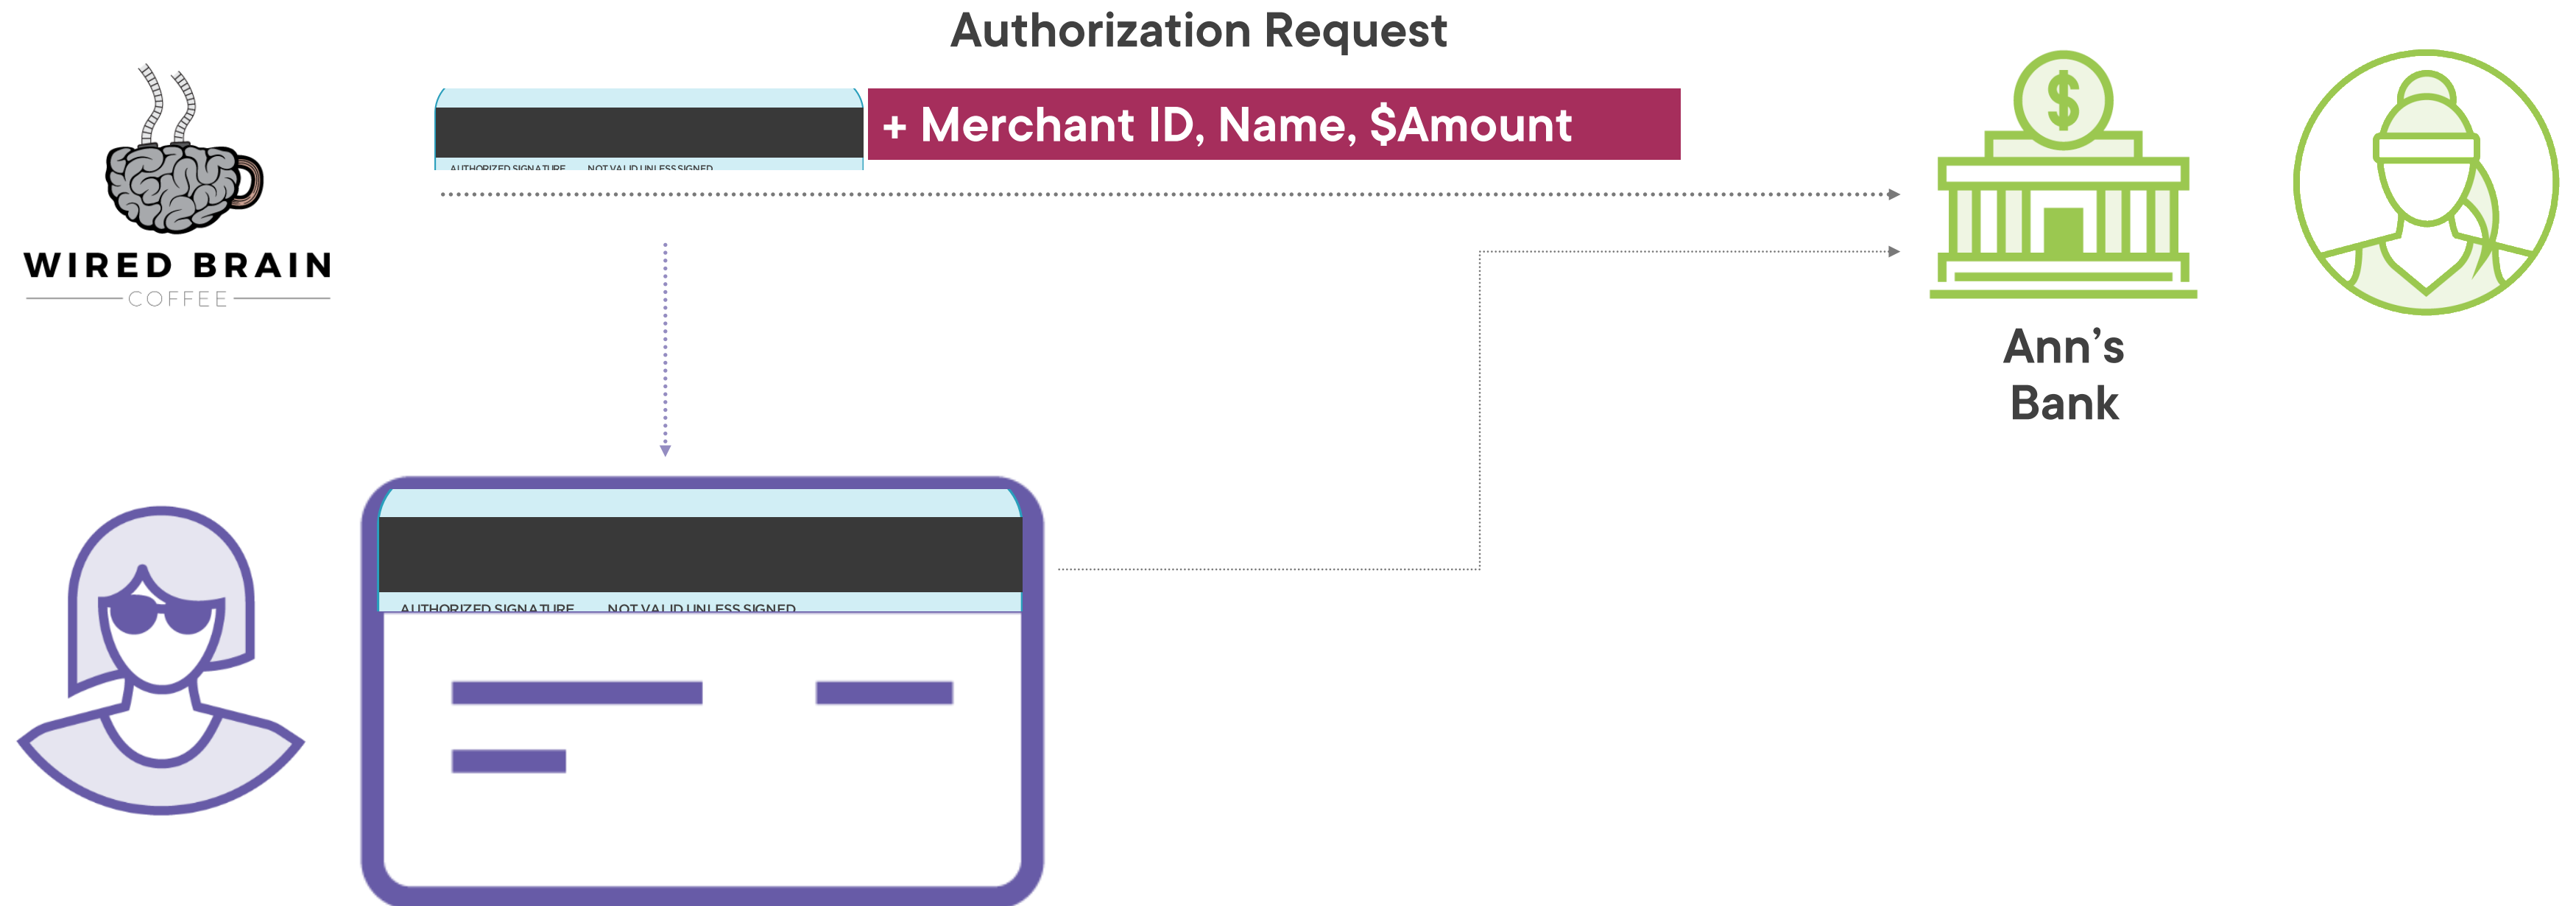 Authorization Request
+ Merchant ID, Name, $Amount
AUTHORIZED SIGNATURE NOT VALID UNLESS SIGNED
$
WIRED BRAIN
COFFEE
Ann's
Bank
AUTHORIZED SIGNATURE NOT VALID UNLESS SIGNED